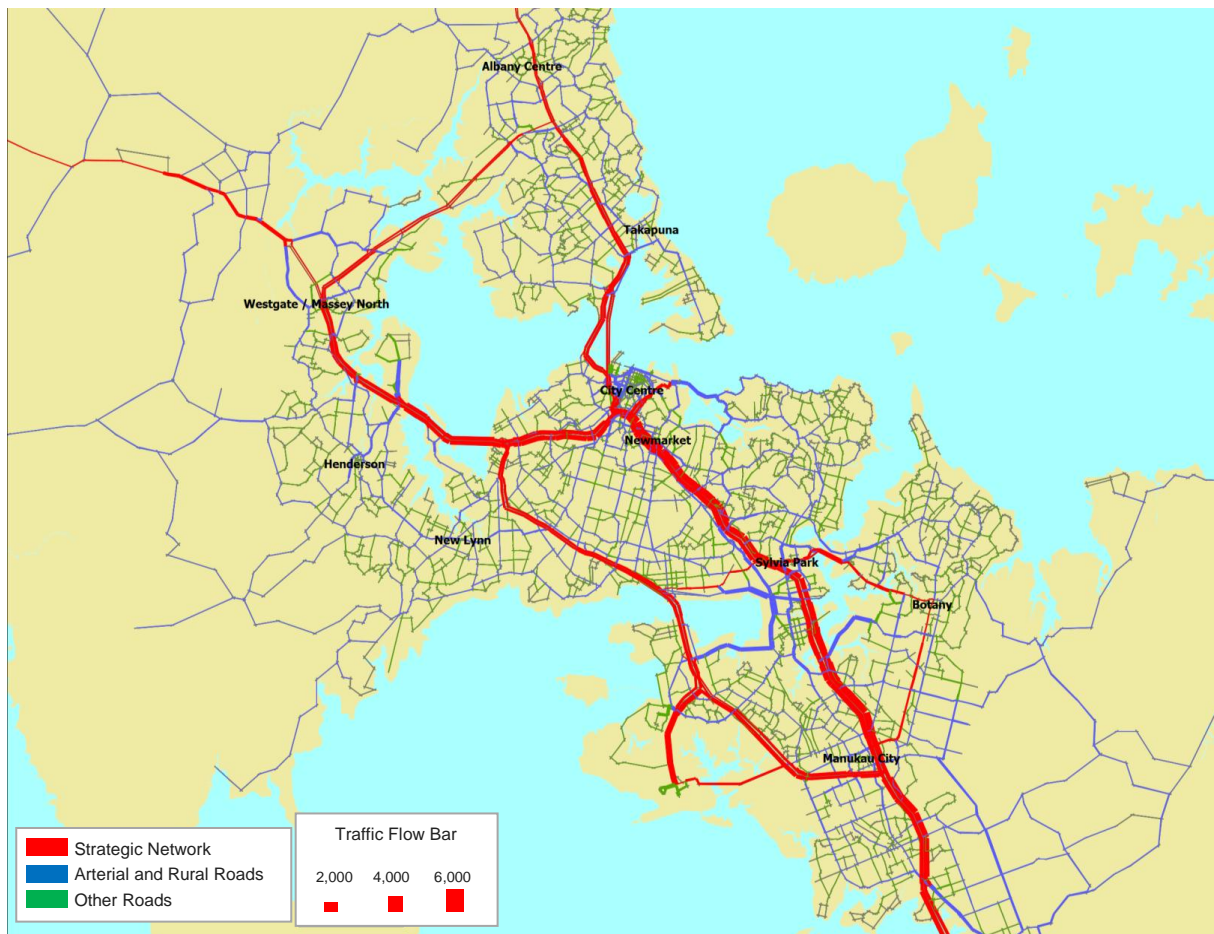 Albany Centre
Takapuna
Westgate / Massey North
City Centre
Newmarket
Henderson
New Lynn
Sylvia Park
Botany
Manukau City
Strategic Network
Arterial and Rural Roads
Other Roads
Traffic Flow Bar
2,000 4,000 6,000